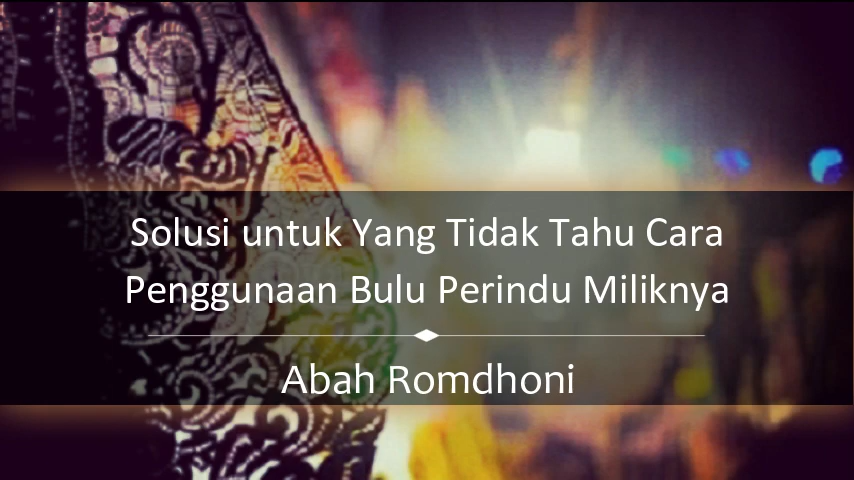 Solusi untuk Yang Tidak Tahu Cara
Penggunaan Bulu Perindu Miliknya
Abah Romdhoni